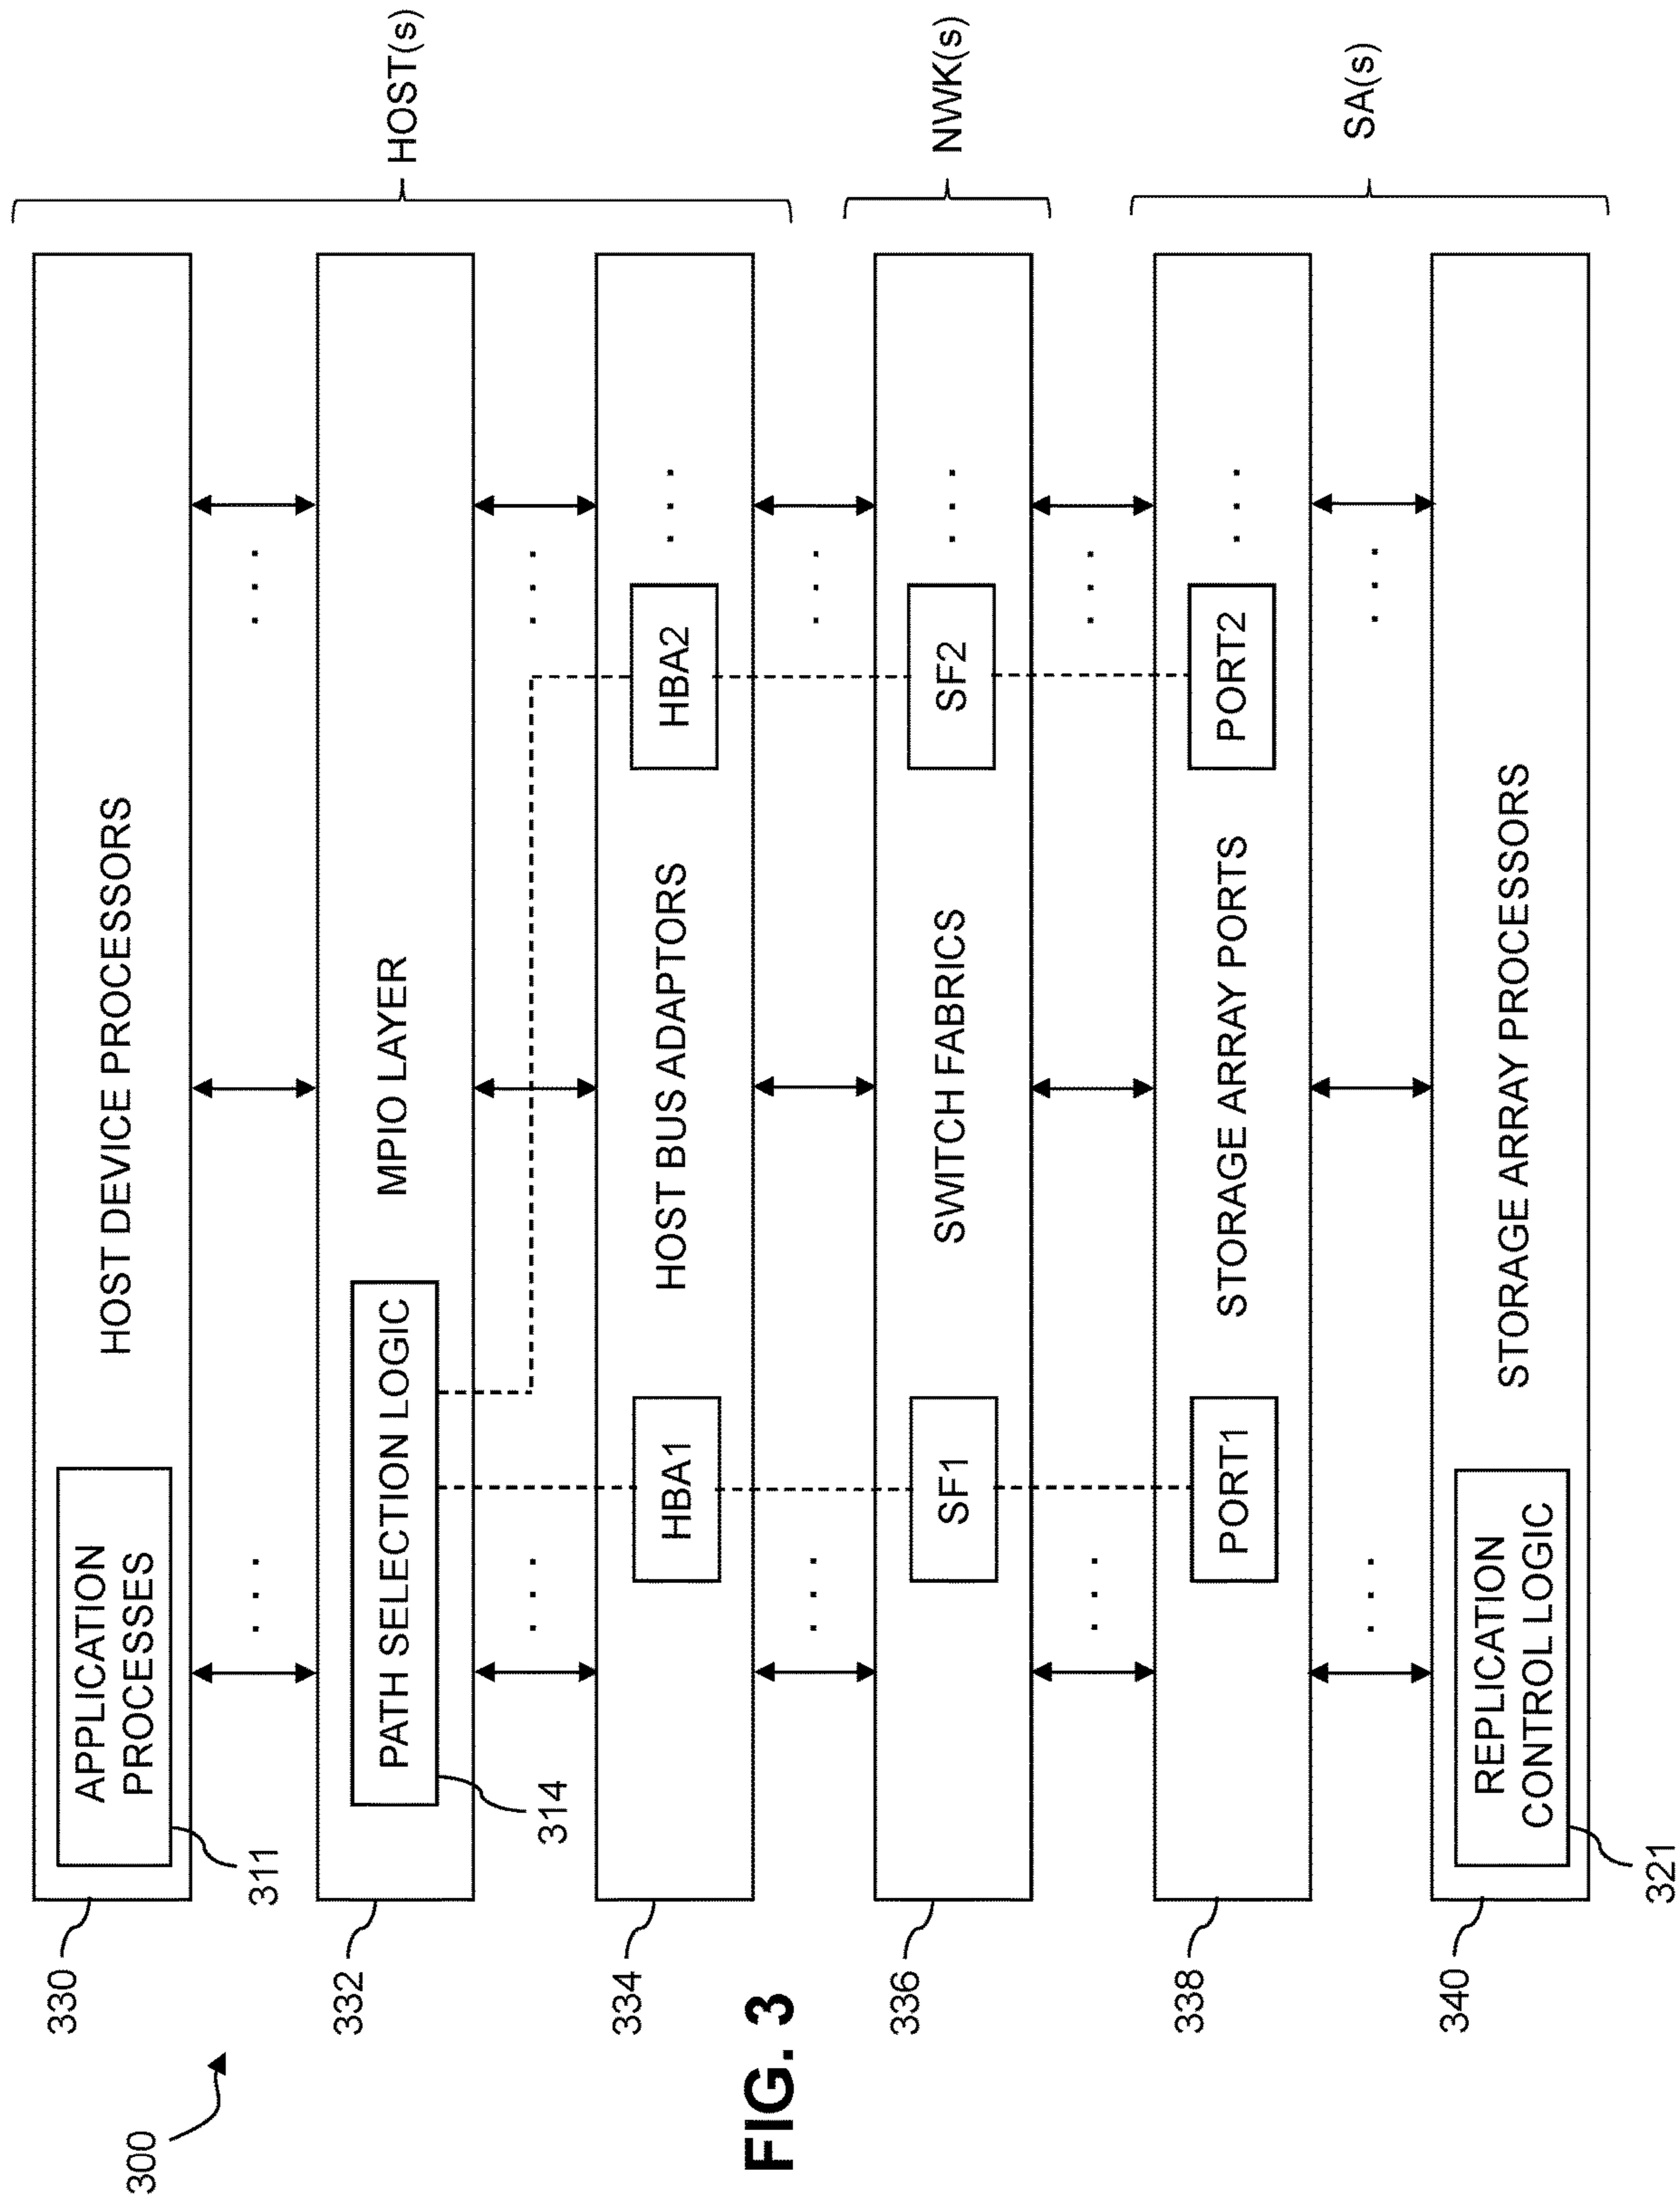 300
330
HOST DEVICE PROCESSORS
APPLICATION
PROCESSES
311
332
MPIO LAYER
PATH SELECTION LOGIC
314
334
HOST BUS ADAPTORS
HBA1
HBA2
. . .
HOST(s)
336
SWITCH FABRICS
SF1
SF2
. . .
NWK(s)
338
STORAGE ARRAY PORTS
PORT1
PORT2
. . .
340
STORAGE ARRAY PROCESSORS
REPLICATION
CONTROL LOGIC
321
SA(s)
FIG. 3